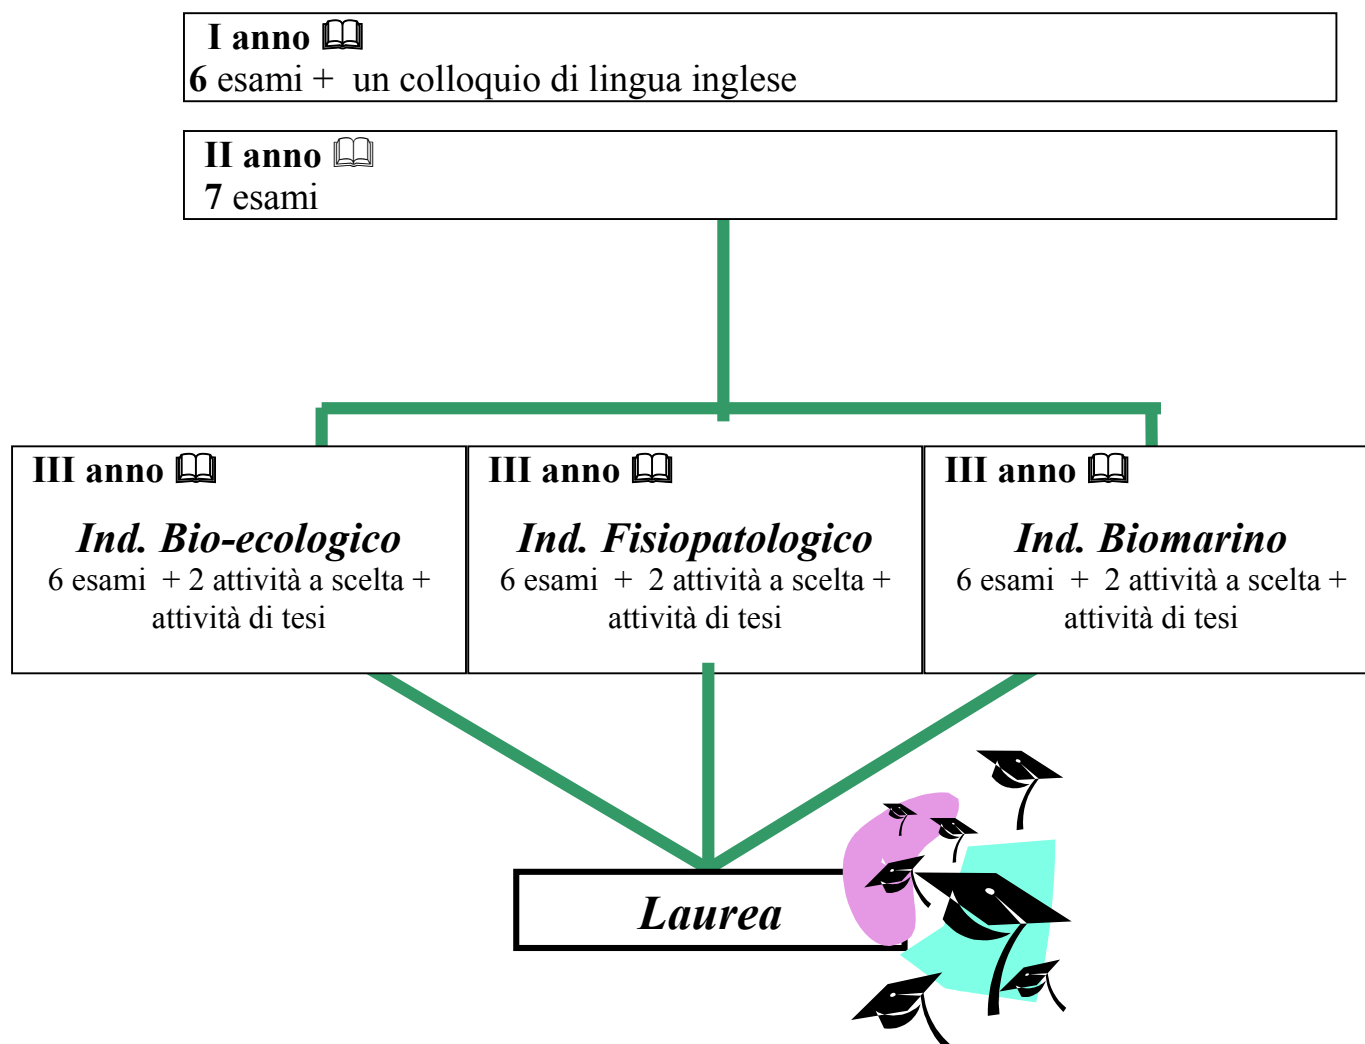 I anno
6 esami + un colloquio di lingua inglese
II anno
7 esami
III anno
Ind. Bio-ecologico
6 esami + 2 attività a scelta +
attività di tesi
III anno
Ind. Fisiopatologico
6 esami + 2 attività a scelta +
attività di tesi
III anno
Ind. Biomarino
6 esami + 2 attività a scelta +
attività di tesi
Laurea